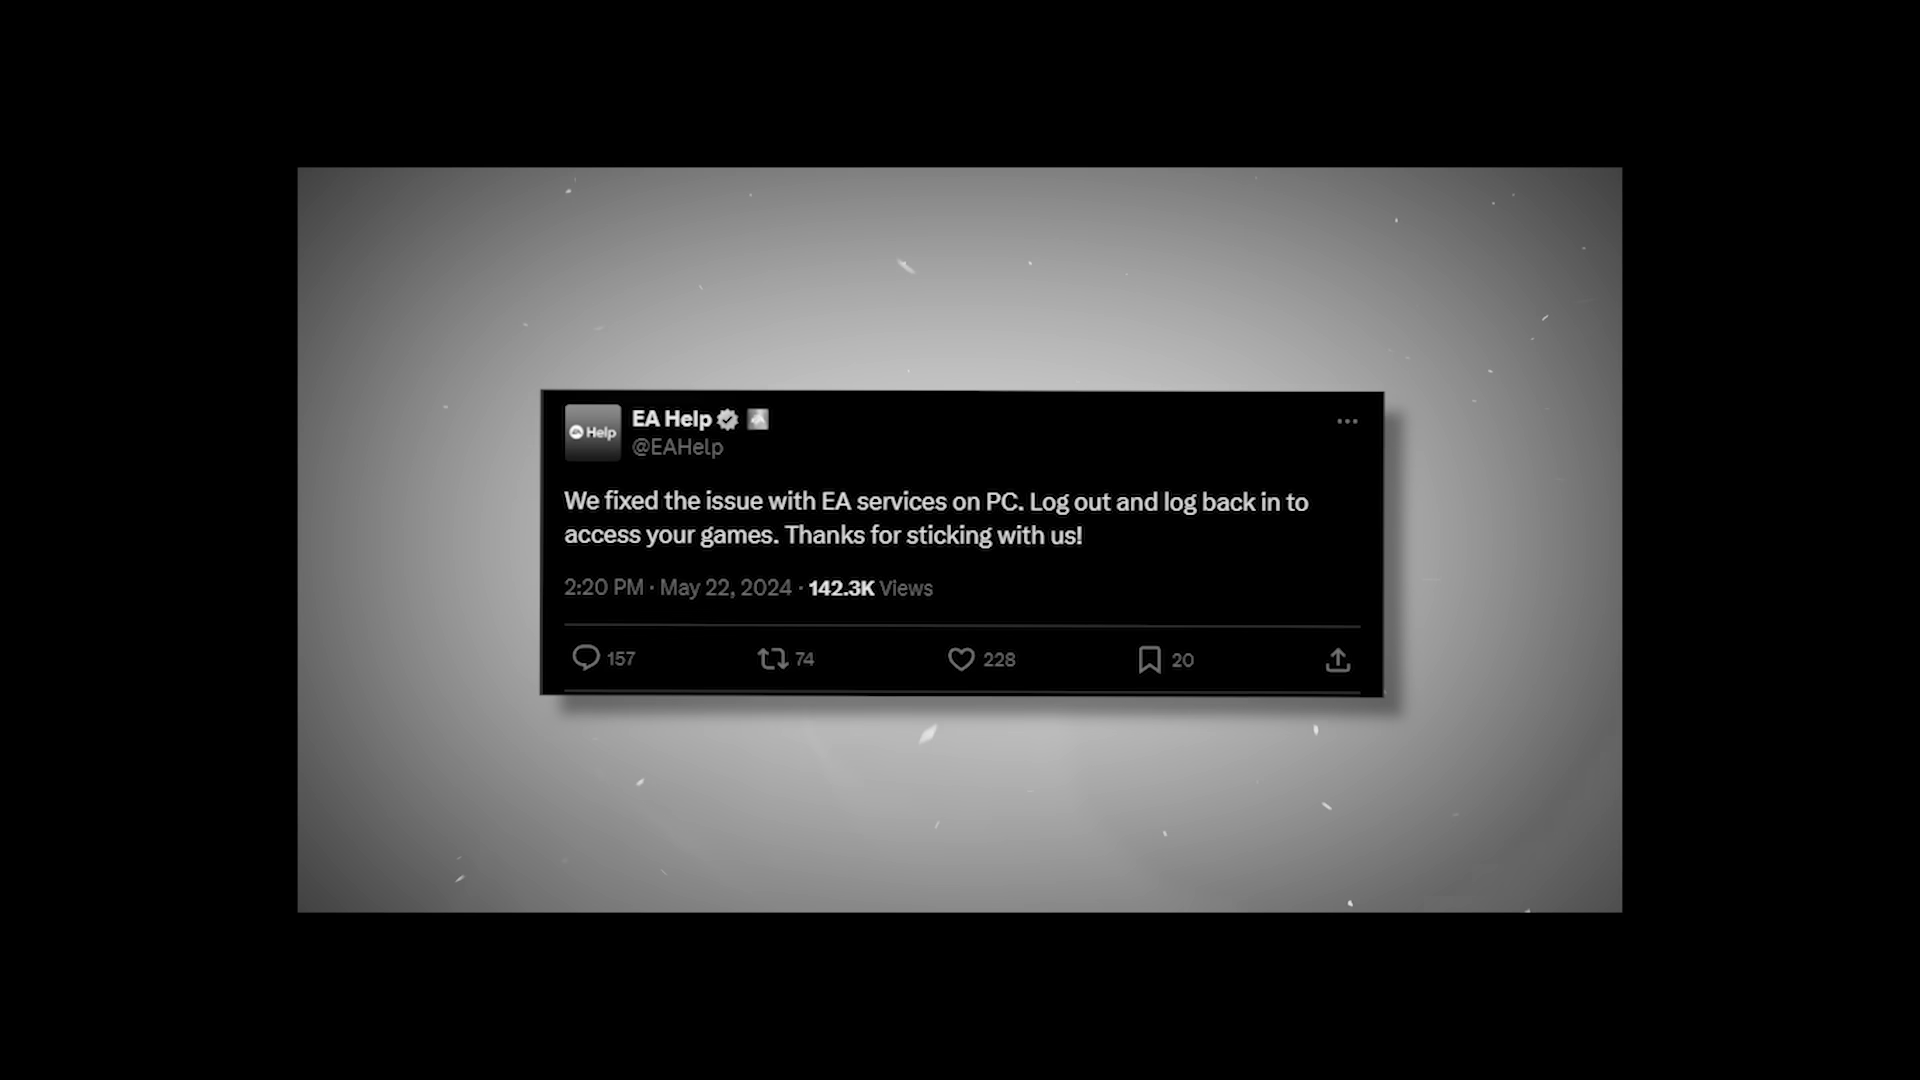 EA Help
Help
@EAHelp
We fixed the issue with EA services on PC. Log out and log back in to
access your games. Thanks for sticking with us!
2:20 PM · May 22, 2024 · 142.3K Views
157 74 228 20